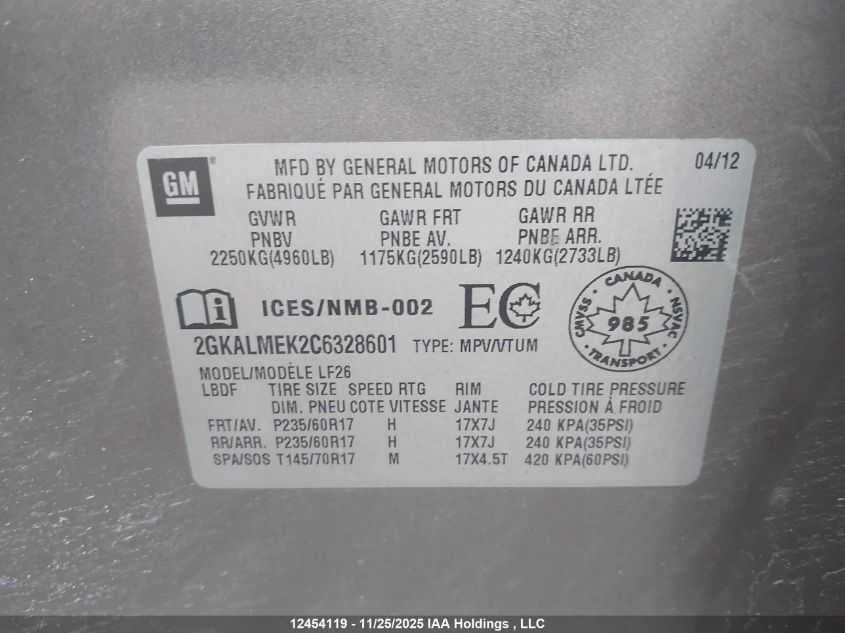 GM
MFD BY GENERAL MOTORS OF CANADA LTD. 04/12
FABRIQUÉ PAR GENERAL MOTORS DU CANADA LTÉE
GVWR GAWR FRT GAWR RR
PNBV PNBE AV. PNBE ARR.
2250KG(4960LB) 1175KG(2590LB) 1240KG(2733LB)
ICES/NMB-002 EC
CANADA
CMVSS 985 NSVAC
TRANSPORT
2GKALMEK2C6328601 TYPE: MPV/VTUM
MODEL/MODÈLE LF26
LBDF TIRE SIZE SPEED RTG RIM COLD TIRE PRESSURE
DIM. PNEU COTE VITESSE JANTE PRESSION À FROID
FRT/AV. P235/60R17 H 17X7J 240 KPA(35PSI)
RR/ARR. P235/60R17 H 17X7J 240 KPA(35PSI)
SPA/SOS T145/70R17 M 17X4.5T 420 KPA(60PSI)
12454119 - 11/25/2025 IAA Holdings , LLC